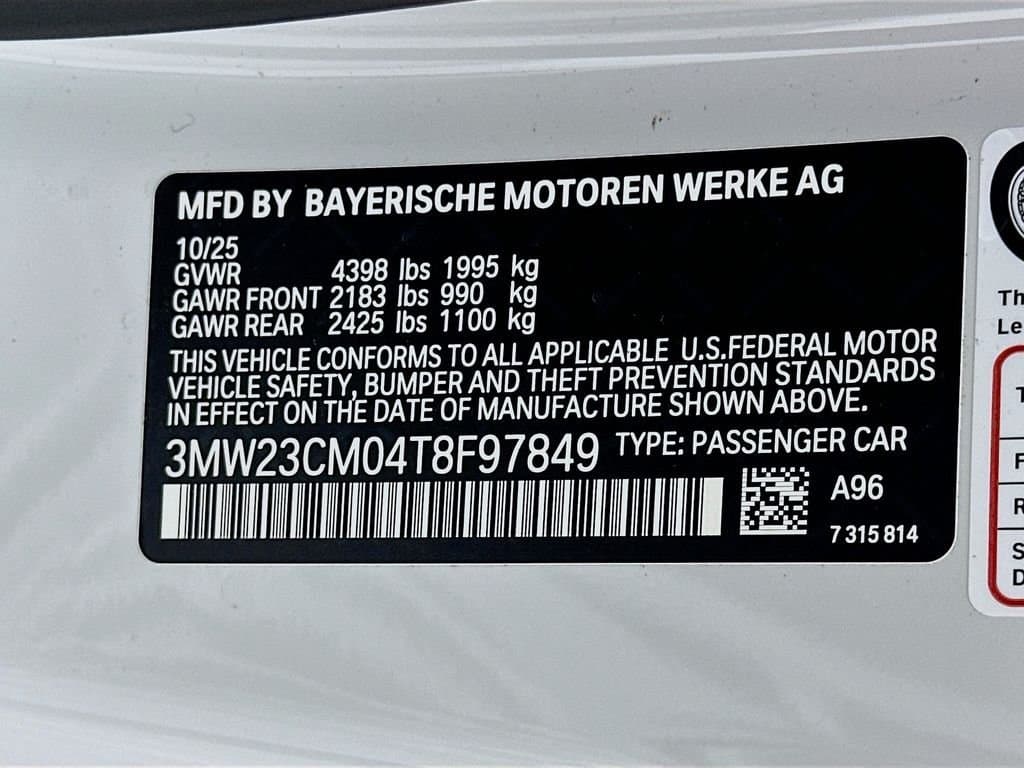 MFD BY BAYERISCHE MOTOREN WERKE AG
10/25
GVWR 4398 lbs 1995 kg
GAWR FRONT 2183 lbs 990 kg
GAWR REAR 2425 lbs 1100 kg
THIS VEHICLE CONFORMS TO ALL APPLICABLE U.S.FEDERAL MOTOR
VEHICLE SAFETY, BUMPER AND THEFT PREVENTION STANDARDS
IN EFFECT ON THE DATE OF MANUFACTURE SHOWN ABOVE.
3MW23CM04T8F97849 TYPE: PASSENGER CAR
A96
7 315 814